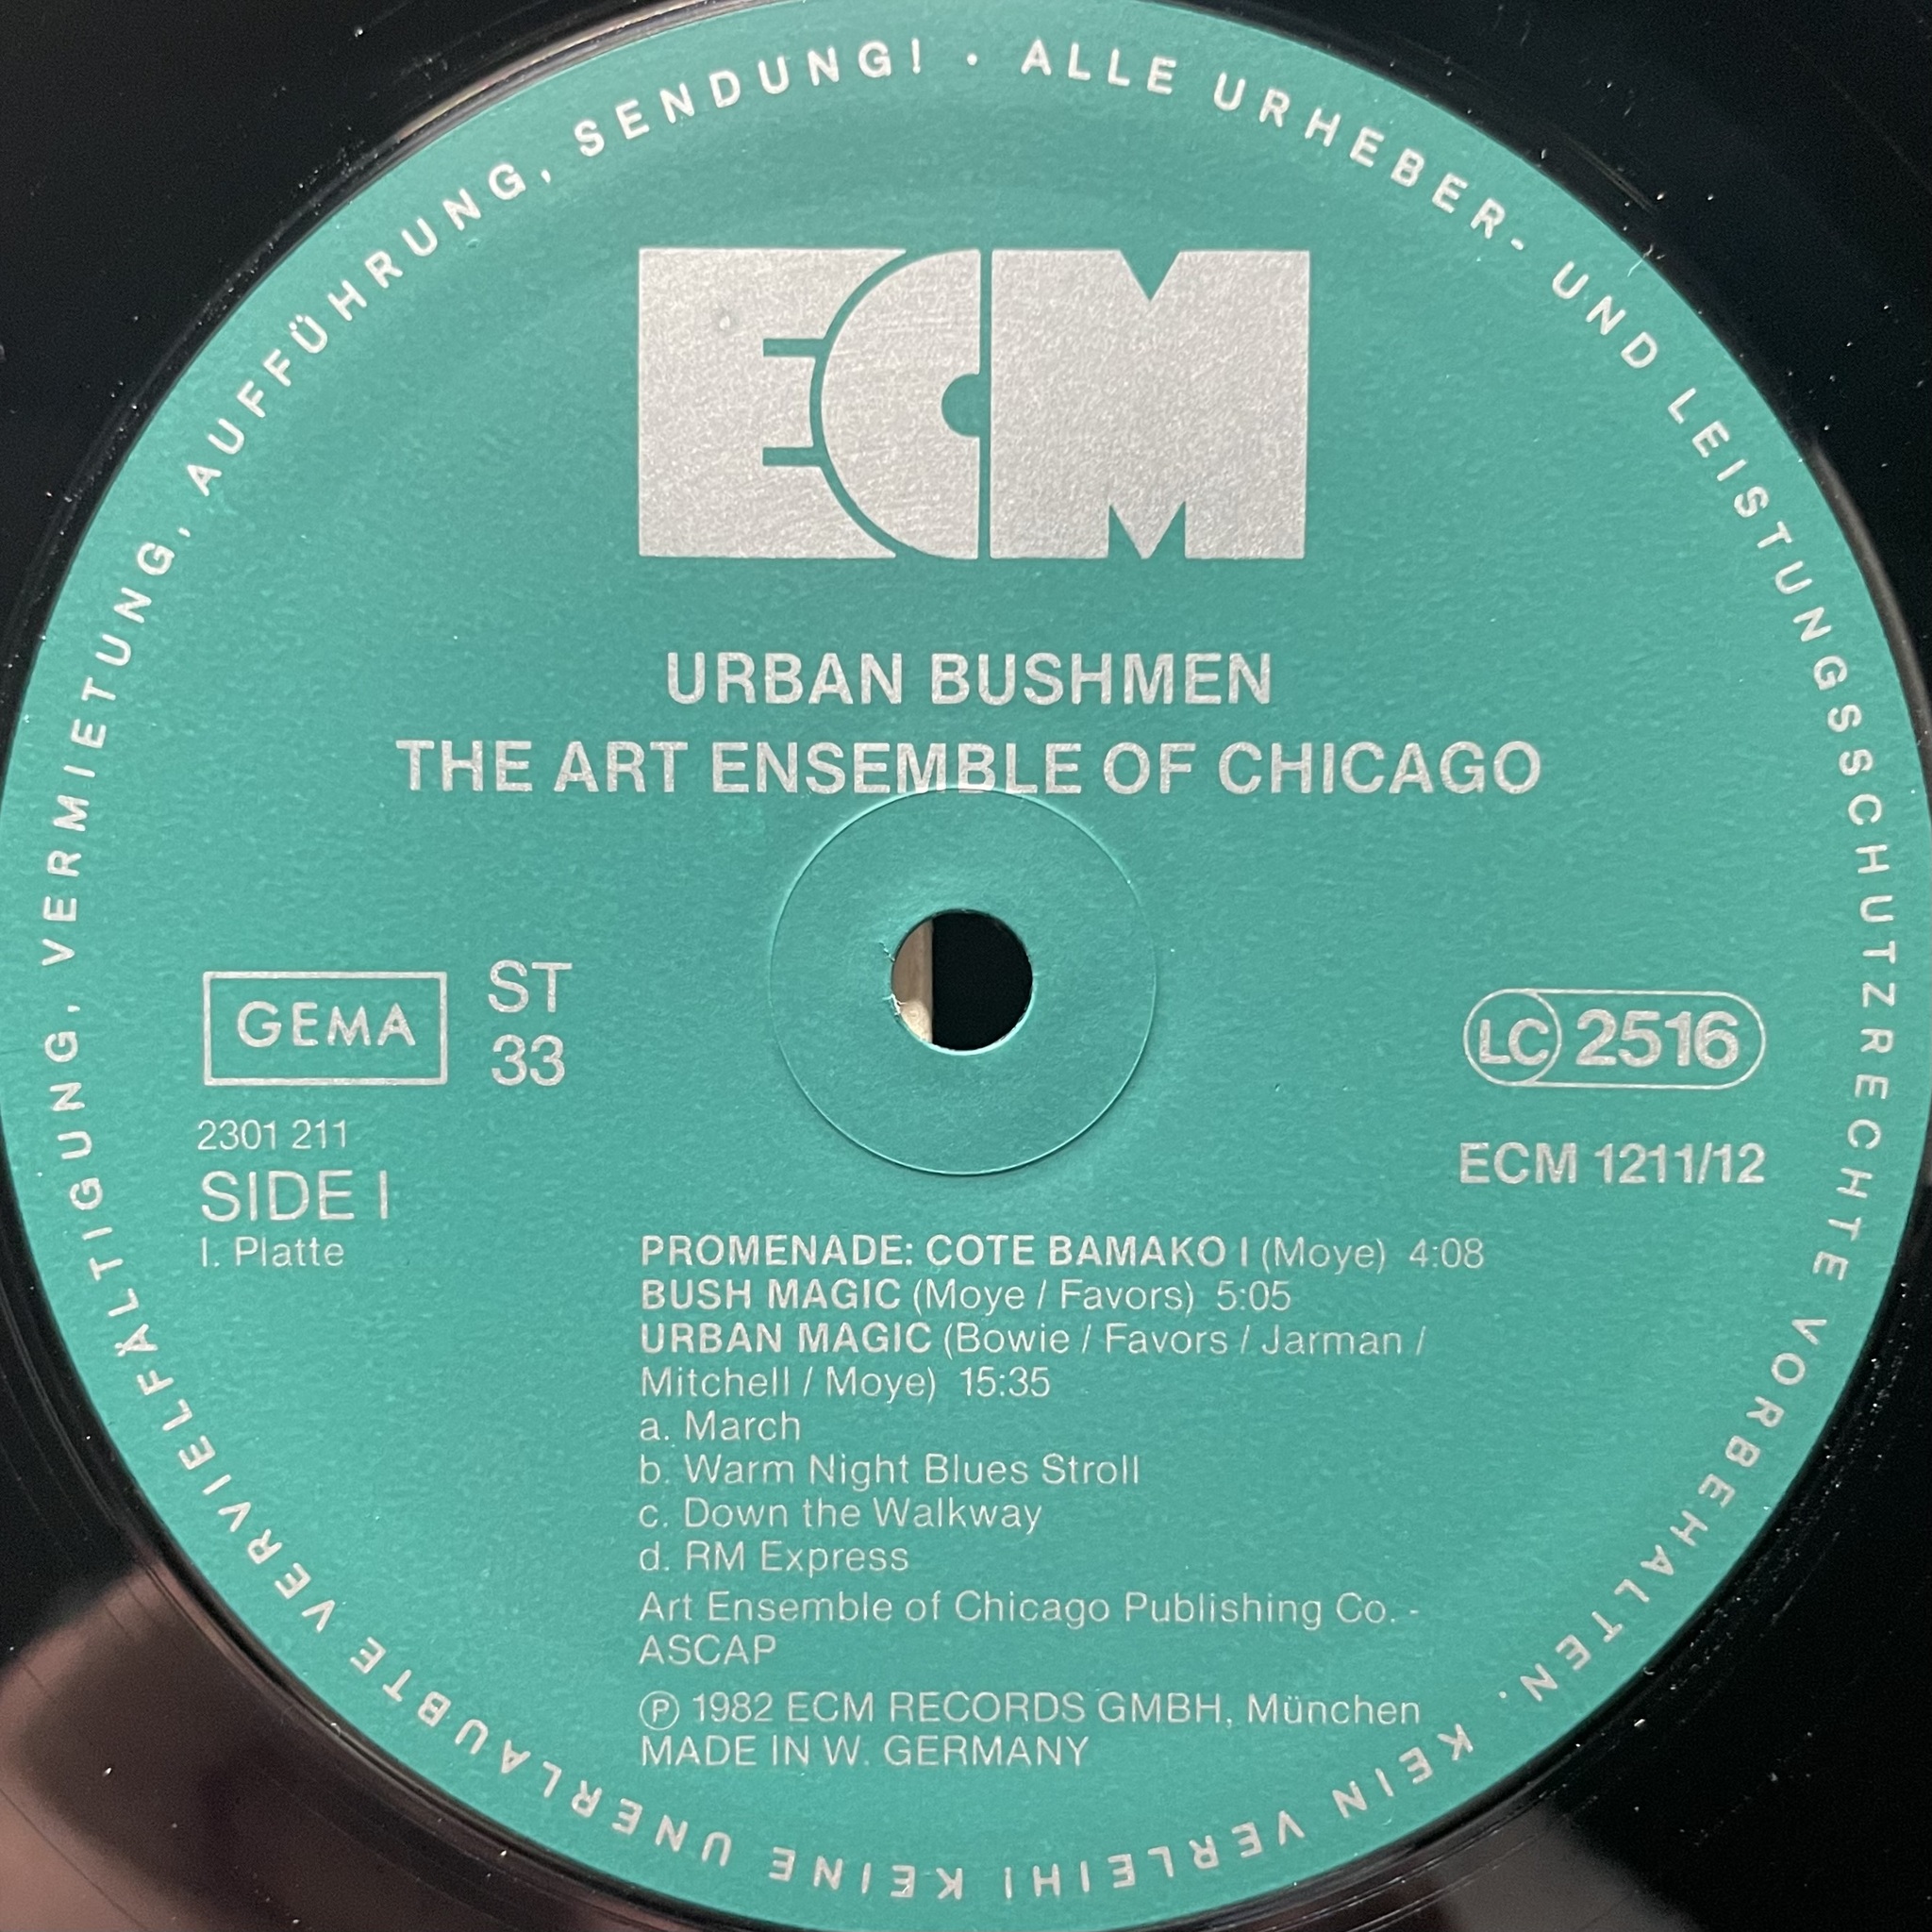 ALLE URHEBER- UND LEISTUNGSSCHUTZRECHTE VORBEHALTEN. KEIN VERLEIH! KEINE UNERLAUBTE VERVIELFÄLTIGUNG, VERMIETUNG, AUFFÜHRUNG, SENDUNG! •
ECM
URBAN BUSHMEN
THE ART ENSEMBLE OF CHICAGO
GEMA
ST
33
LC 2516
2301 211
SIDE I
I. Platte
ECM 1211/12
PROMENADE: COTE BAMAKO I (Moye) 4:08
BUSH MAGIC (Moye / Favors) 5:05
URBAN MAGIC (Bowie / Favors / Jarman /
Mitchell / Moye) 15:35
a. March
b. Warm Night Blues Stroll
c. Down the Walkway
d. RM Express
Art Ensemble of Chicago Publishing Co. -
ASCAP
Ⓟ 1982 ECM RECORDS GMBH, München
MADE IN W. GERMANY